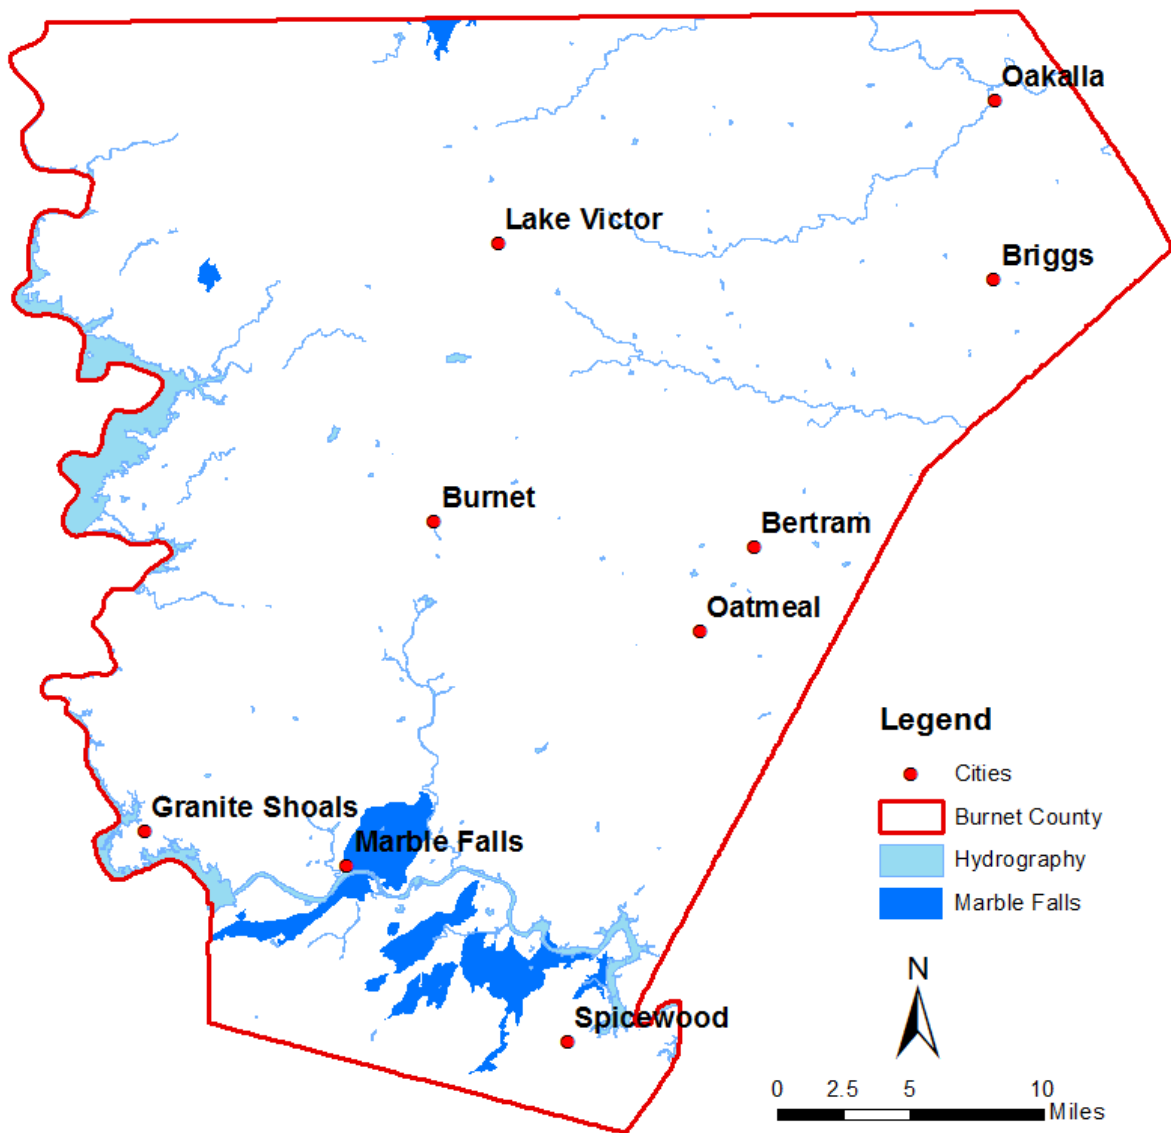 Oakalla
Lake Victor
Briggs
Burnet
Bertram
Oatmeal
Granite Shoals
Marble Falls
Spicewood
Legend
Cities
Burnet County
Hydrography
Marble Falls
N
0 2.5 5 10
Miles